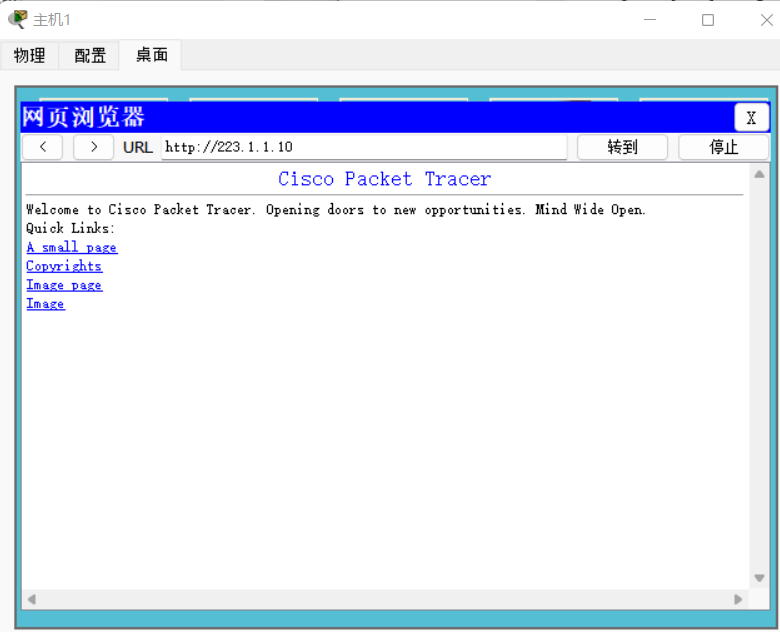 主机1
物理 配置 桌面
网页浏览器 X
< > URL http://223.1.1.10 转到 停止
Cisco Packet Tracer
Welcome to Cisco Packet Tracer. Opening doors to new opportunities. Mind Wide Open.
Quick Links:
A small page
Copyrights
Image page
Image